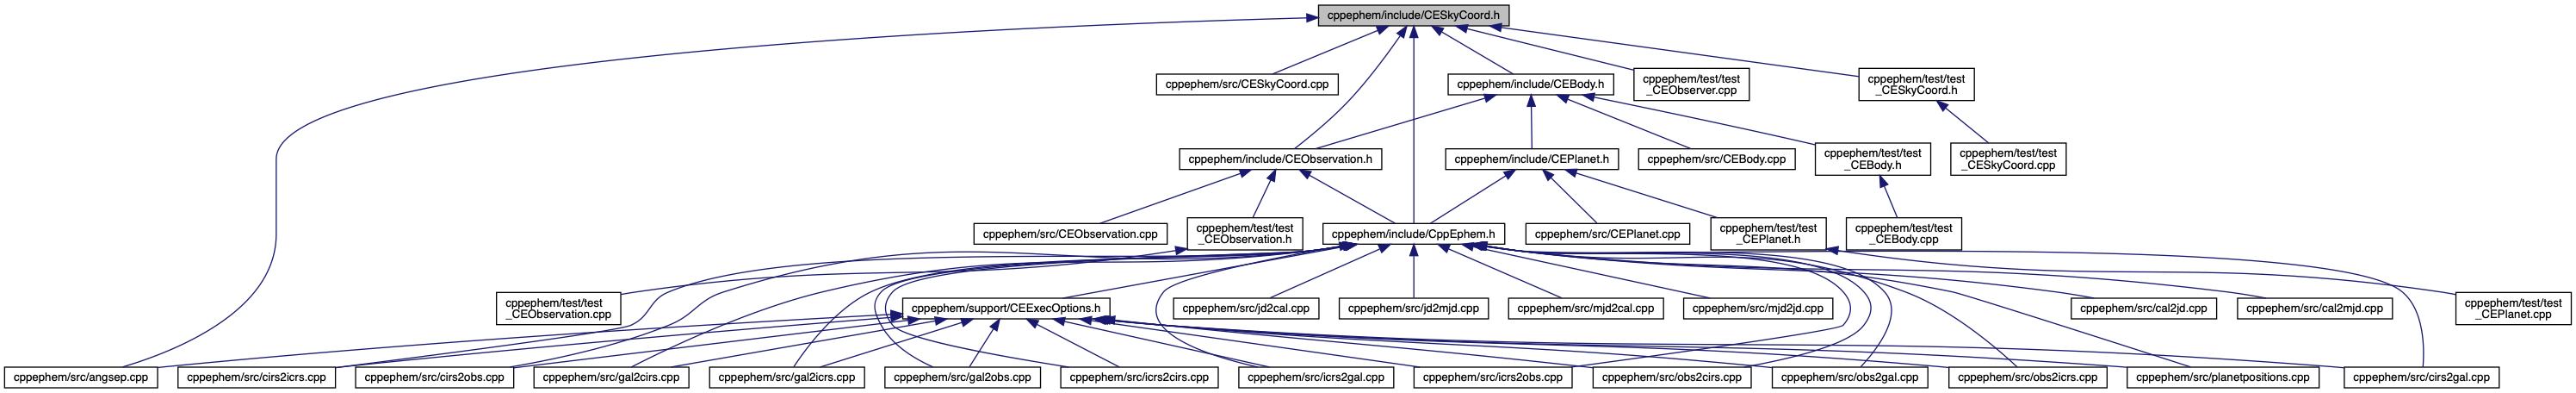 cppephem/include/CESkyCoord.h
cppephem/src/CESkyCoord.cpp
cppephem/include/CEBody.h
cppephem/test/test
_CEObserver.cpp
cppephem/test/test
_CESkyCoord.h
cppephem/include/CEObservation.h
cppephem/include/CEPlanet.h
cppephem/src/CEBody.cpp
cppephem/test/test
_CEBody.h
cppephem/test/test
_CESkyCoord.cpp
cppephem/src/CEObservation.cpp
cppephem/test/test
_CEObservation.h
cppephem/include/CppEphem.h
cppephem/src/CEPlanet.cpp
cppephem/test/test
_CEPlanet.h
cppephem/test/test
_CEBody.cpp
cppephem/test/test
_CEObservation.cpp
cppephem/support/CEExecOptions.h
cppephem/src/jd2cal.cpp
cppephem/src/jd2mjd.cpp
cppephem/src/mjd2cal.cpp
cppephem/src/mjd2jd.cpp
cppephem/src/cal2jd.cpp
cppephem/src/cal2mjd.cpp
cppephem/test/test
_CEPlanet.cpp
cppephem/src/angsep.cpp
cppephem/src/cirs2icrs.cpp
cppephem/src/cirs2obs.cpp
cppephem/src/gal2cirs.cpp
cppephem/src/gal2icrs.cpp
cppephem/src/gal2obs.cpp
cppephem/src/icrs2cirs.cpp
cppephem/src/icrs2gal.cpp
cppephem/src/icrs2obs.cpp
cppephem/src/obs2cirs.cpp
cppephem/src/obs2gal.cpp
cppephem/src/obs2icrs.cpp
cppephem/src/planetpositions.cpp
cppephem/src/cirs2gal.cpp